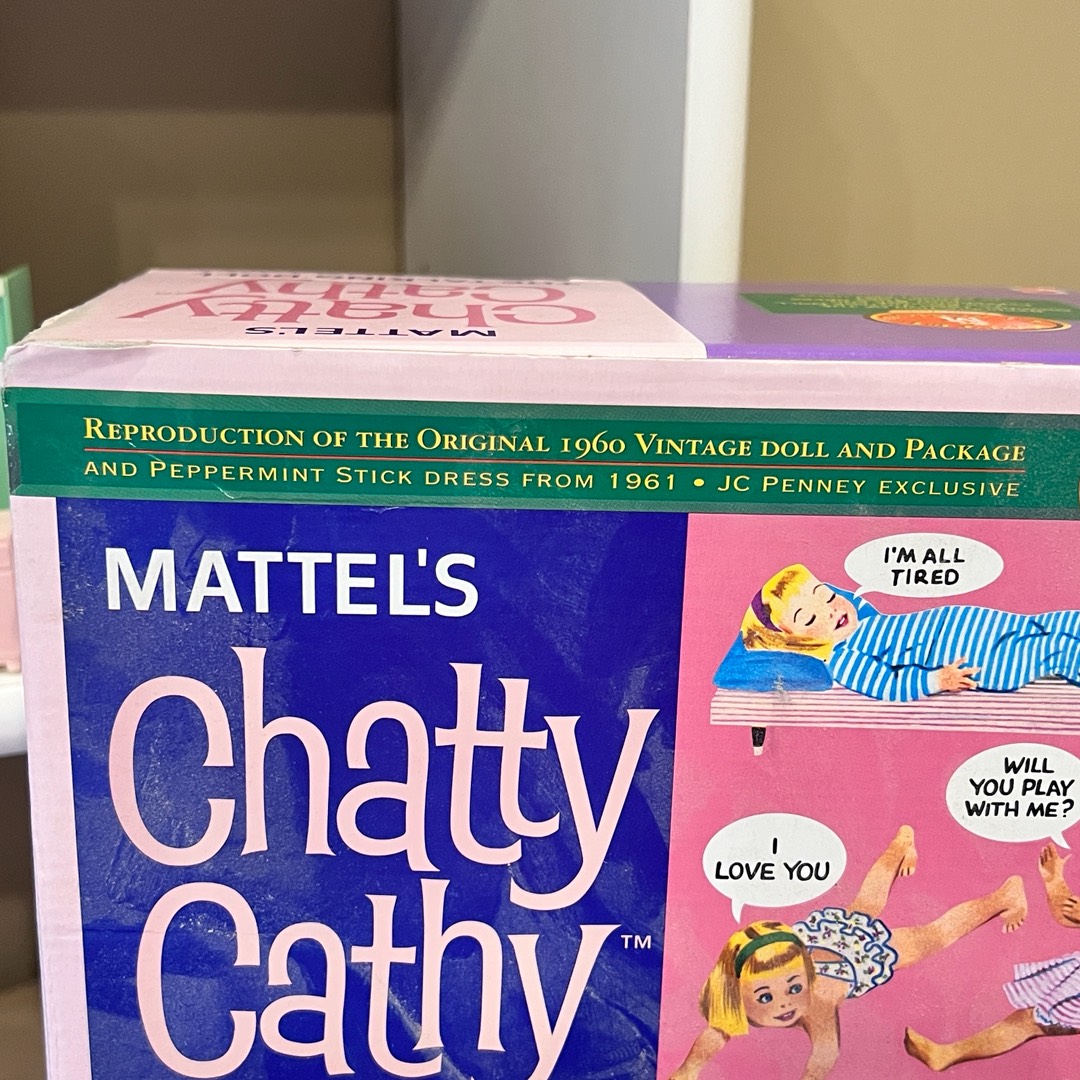 Chatty
Cathy
MATTEL'S
REPRODUCTION OF THE ORIGINAL 1960 VINTAGE DOLL AND PACKAGE
AND PEPPERMINT STICK DRESS FROM 1961 • JC PENNEY EXCLUSIVE
MATTEL'S
Chatty
Cathy™
I'M ALL
TIRED
WILL
YOU PLAY
WITH ME?
I
LOVE YOU